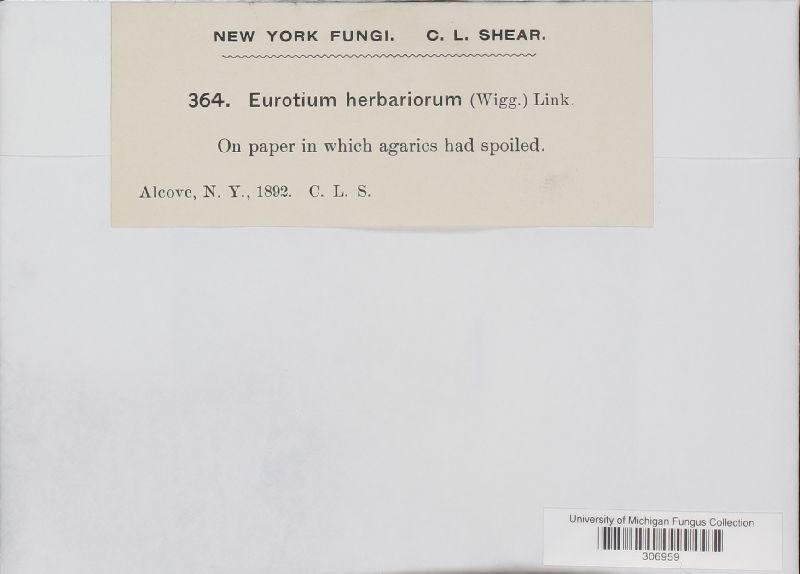 NEW YORK FUNGI. C. L. SHEAR.
364. Eurotium herbariorum (Wigg.) Link.
On paper in which agarics had spoiled.
Alcove, N. Y., 1892. C. L. S.
University of Michigan Fungus Collection
306959